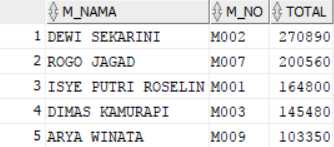 M_NAMA M_NO TOTAL
1 DEWI SEKARINI M002 270890
2 ROGO JAGAD M007 200560
3 ISYE PUTRI ROSELIN M001 164800
4 DIMAS KAMURAPI M003 145480
5 ARYA WINATA M009 103350